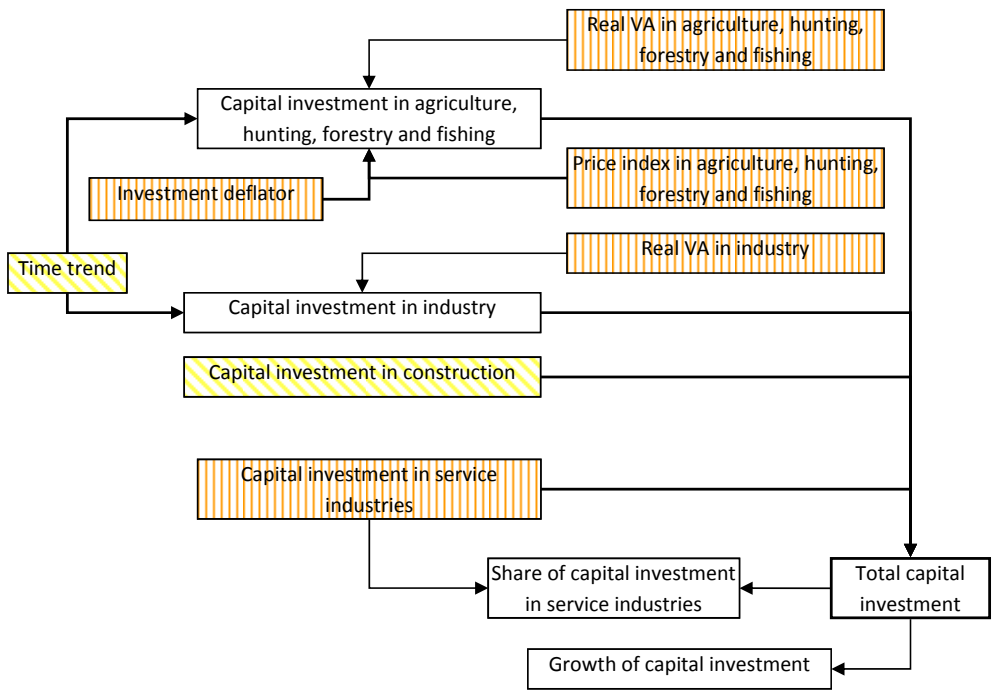 Real VA in agriculture, hunting,
forestry and fishing
Capital investment in agriculture,
hunting, forestry and fishing
Price index in agriculture, hunting,
forestry and fishing
Investment deflator
Real VA in industry
Time trend
Capital investment in industry
Capital investment in construction
Capital investment in service
industries
Share of capital investment
in service industries
Total capital
investment
Growth of capital investment